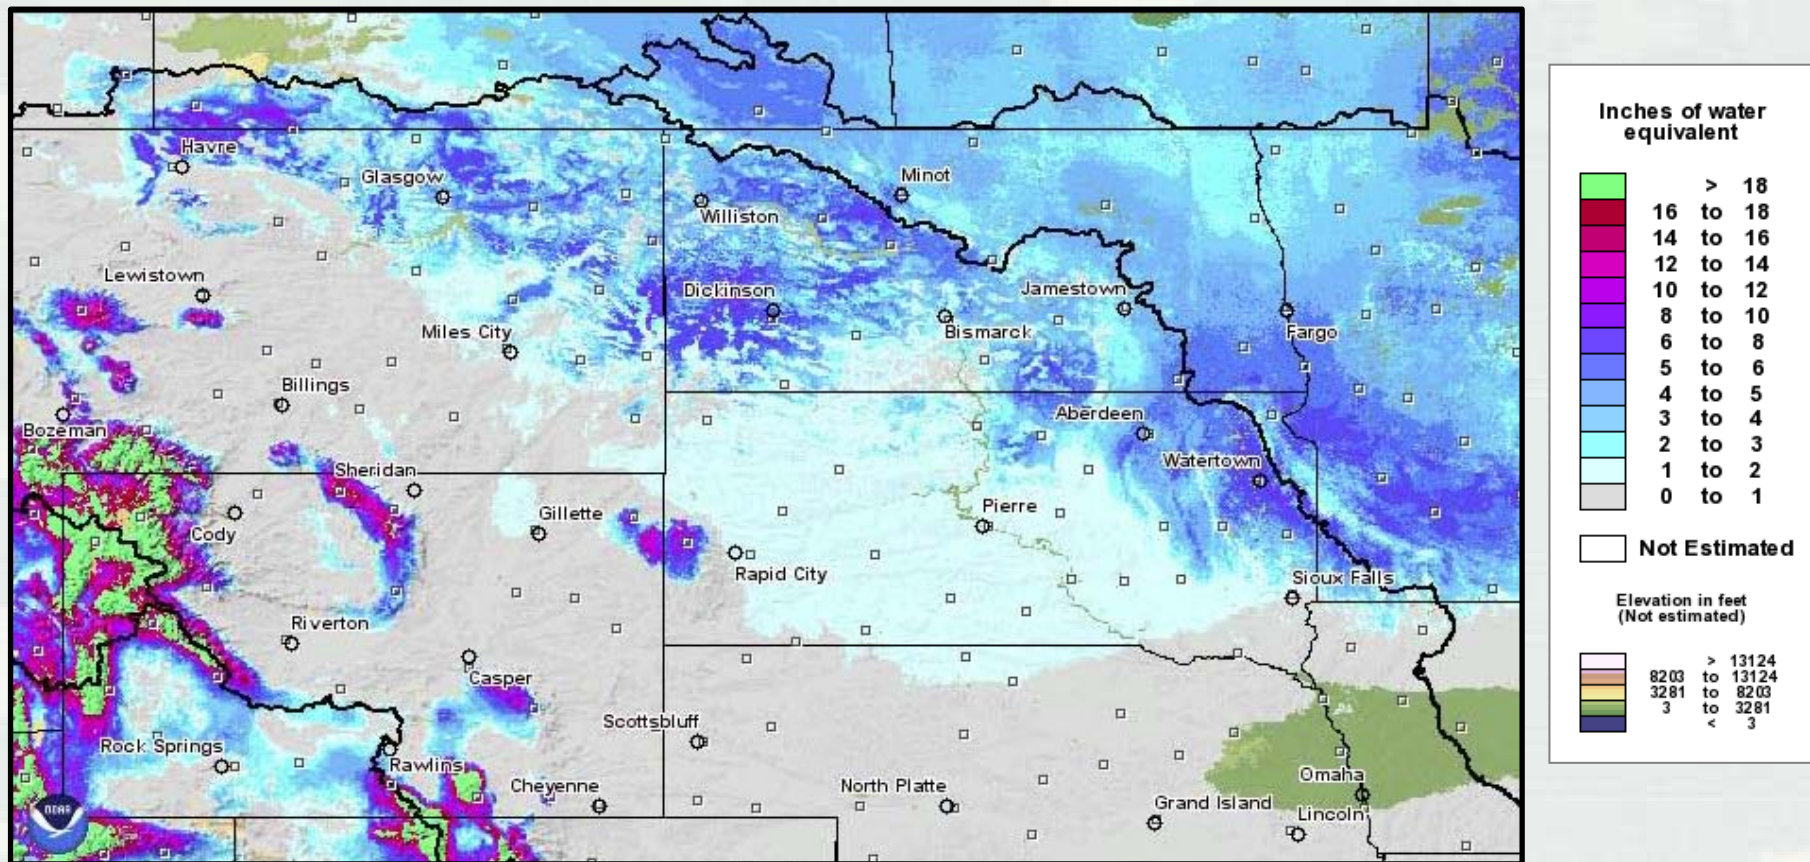 Havre
Glasgow
Williston
Minot
Lewistown
Dickinson
Jamestown
Miles City
Bismarck
Fargo
Billings
Bozeman
Aberdeen
Sheridan
Watertown
Cody
Gillette
Pierre
Rapid City
Sioux Falls
Riverton
Casper
Scottsbluff
Rock Springs
Rawlins
Cheyenne
North Platte
Omaha
Grand Island
Lincoln
NOAA
Inches of water
equivalent
> 18
16 to 18
14 to 16
12 to 14
10 to 12
8 to 10
6 to 8
5 to 6
4 to 5
3 to 4
2 to 3
1 to 2
0 to 1
Not Estimated
Elevation in feet
(Not estimated)
> 13124
8203 to 13124
3281 to 8203
3 to 3281
< 3